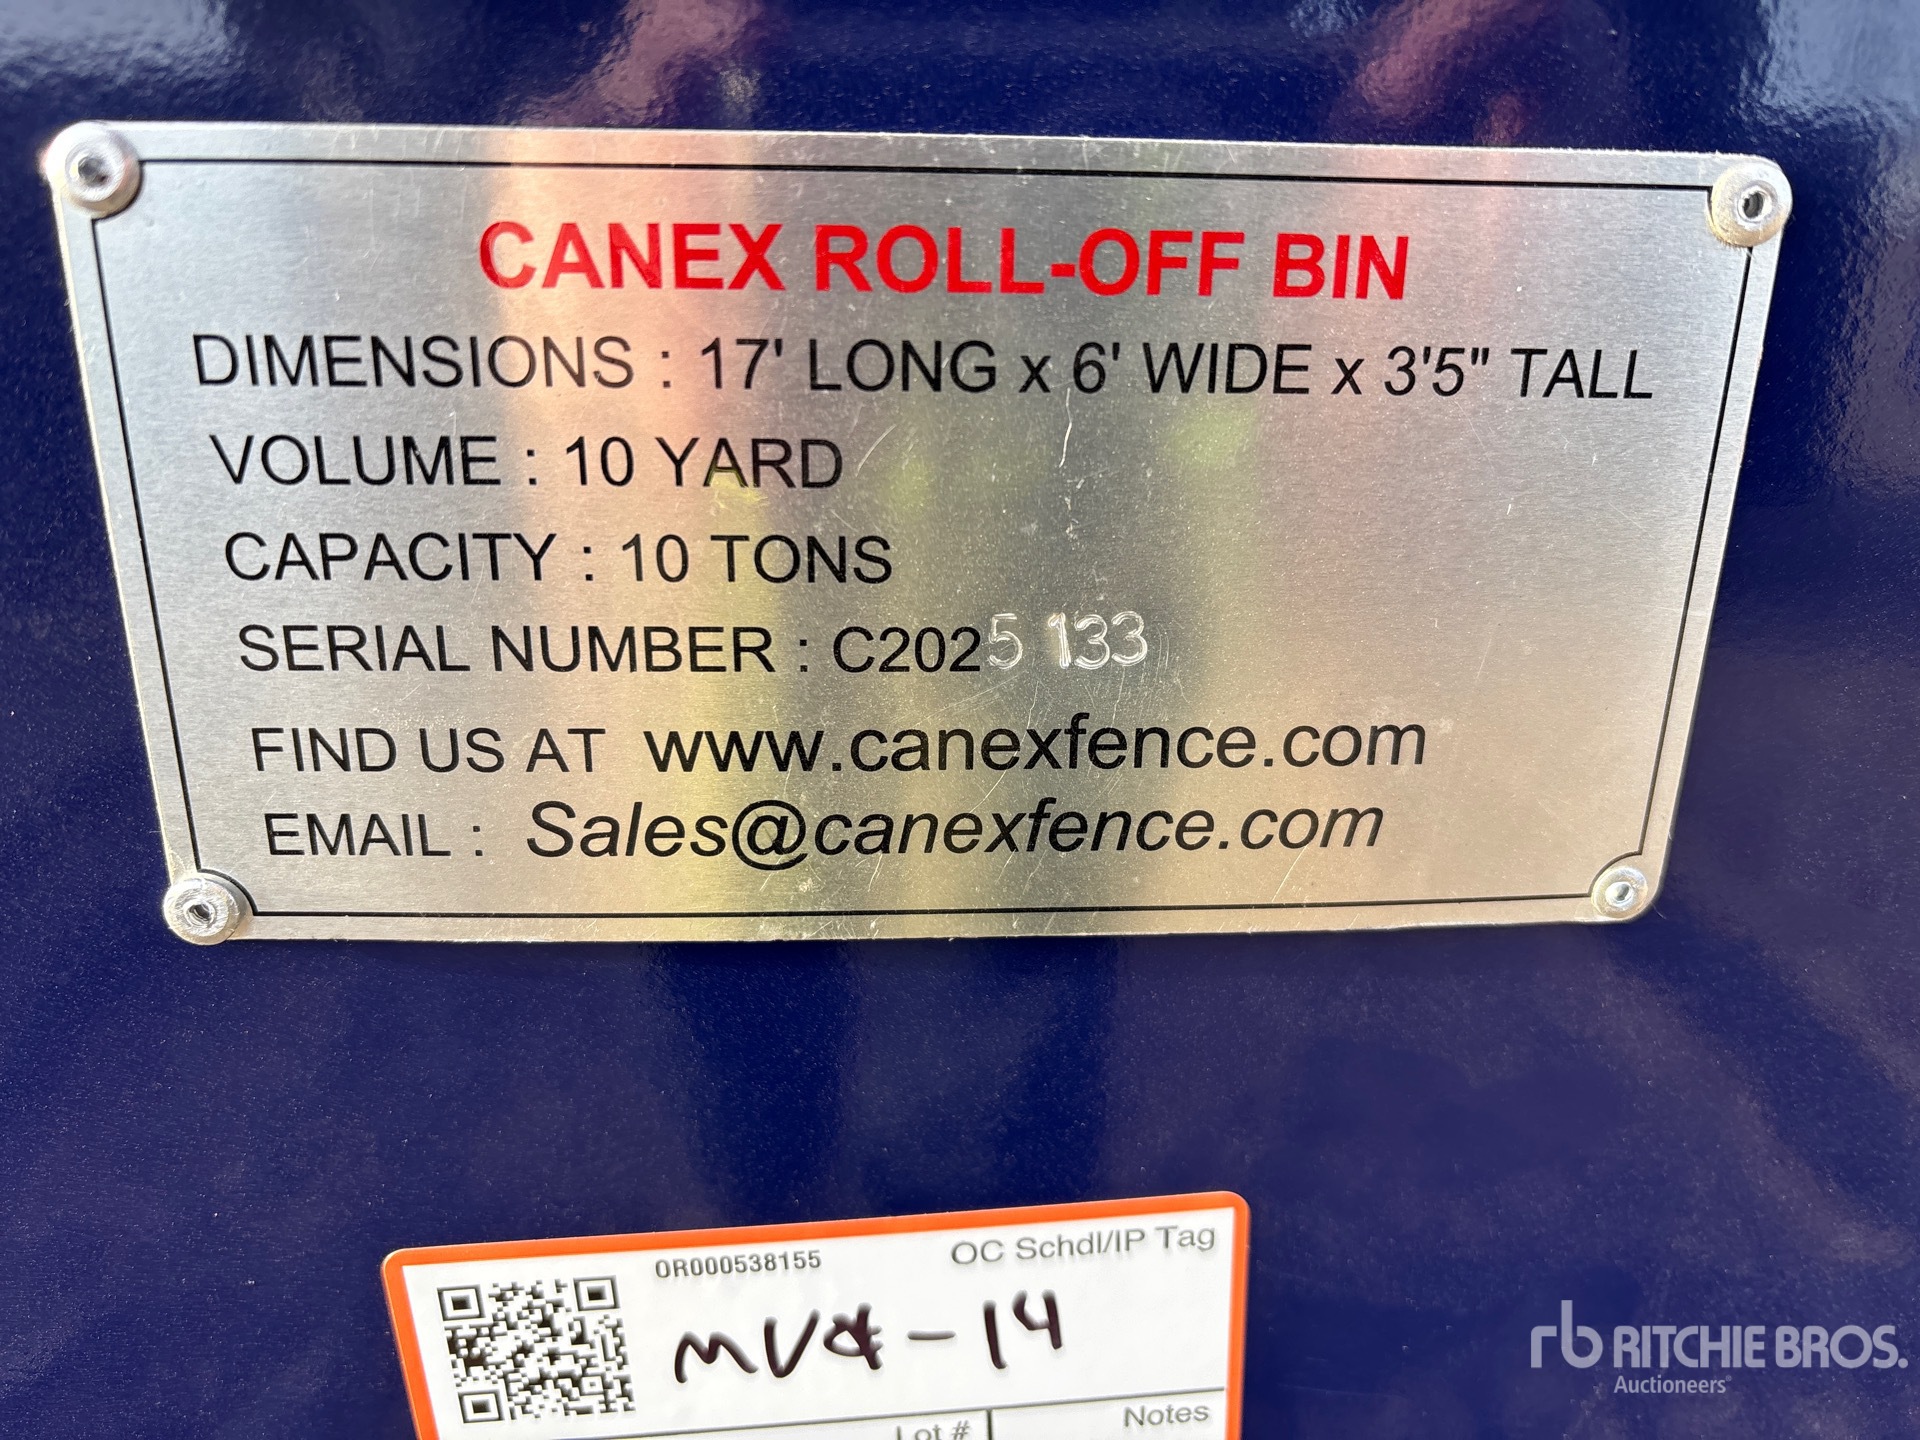 CANEX ROLL-OFF BIN
DIMENSIONS : 17' LONG x 6' WIDE x 3'5" TALL
VOLUME : 10 YARD
CAPACITY : 10 TONS
SERIAL NUMBER : C2025 133
FIND US AT www.canexfence.com
EMAIL : Sales@canexfence.com
OR000538155 OC Schdl/IP Tag
-14
Lot # Notes
rb RITCHIE BROS.
Auctioneers